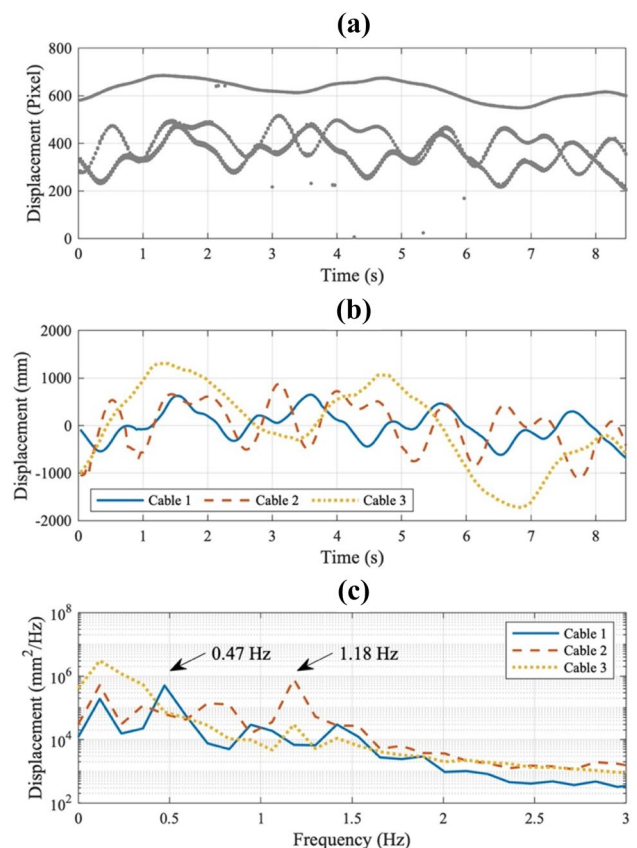 (a)
800
600
400
200
0
Displacement (Pixel)
0 1 2 3 4 5 6 7 8
Time (s)
(b)
2000
1000
0
-1000
-2000
Displacement (mm)
Cable 1 Cable 2 Cable 3
0 1 2 3 4 5 6 7 8
Time (s)
(c)
10^8
10^6
10^4
10^2
Displacement (mm^2/Hz)
0.47 Hz
1.18 Hz
Cable 1
Cable 2
Cable 3
0 0.5 1 1.5 2 2.5 3
Frequency (Hz)